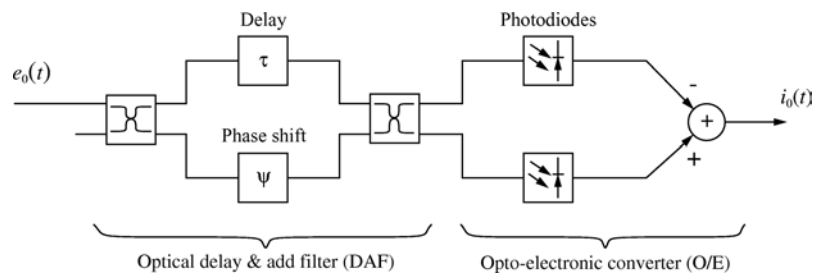 Delay
Photodiodes
e₀(t)
τ
-
i₀(t)
+
Phase shift
ψ
+
Optical delay & add filter (DAF)
Opto-electronic converter (O/E)